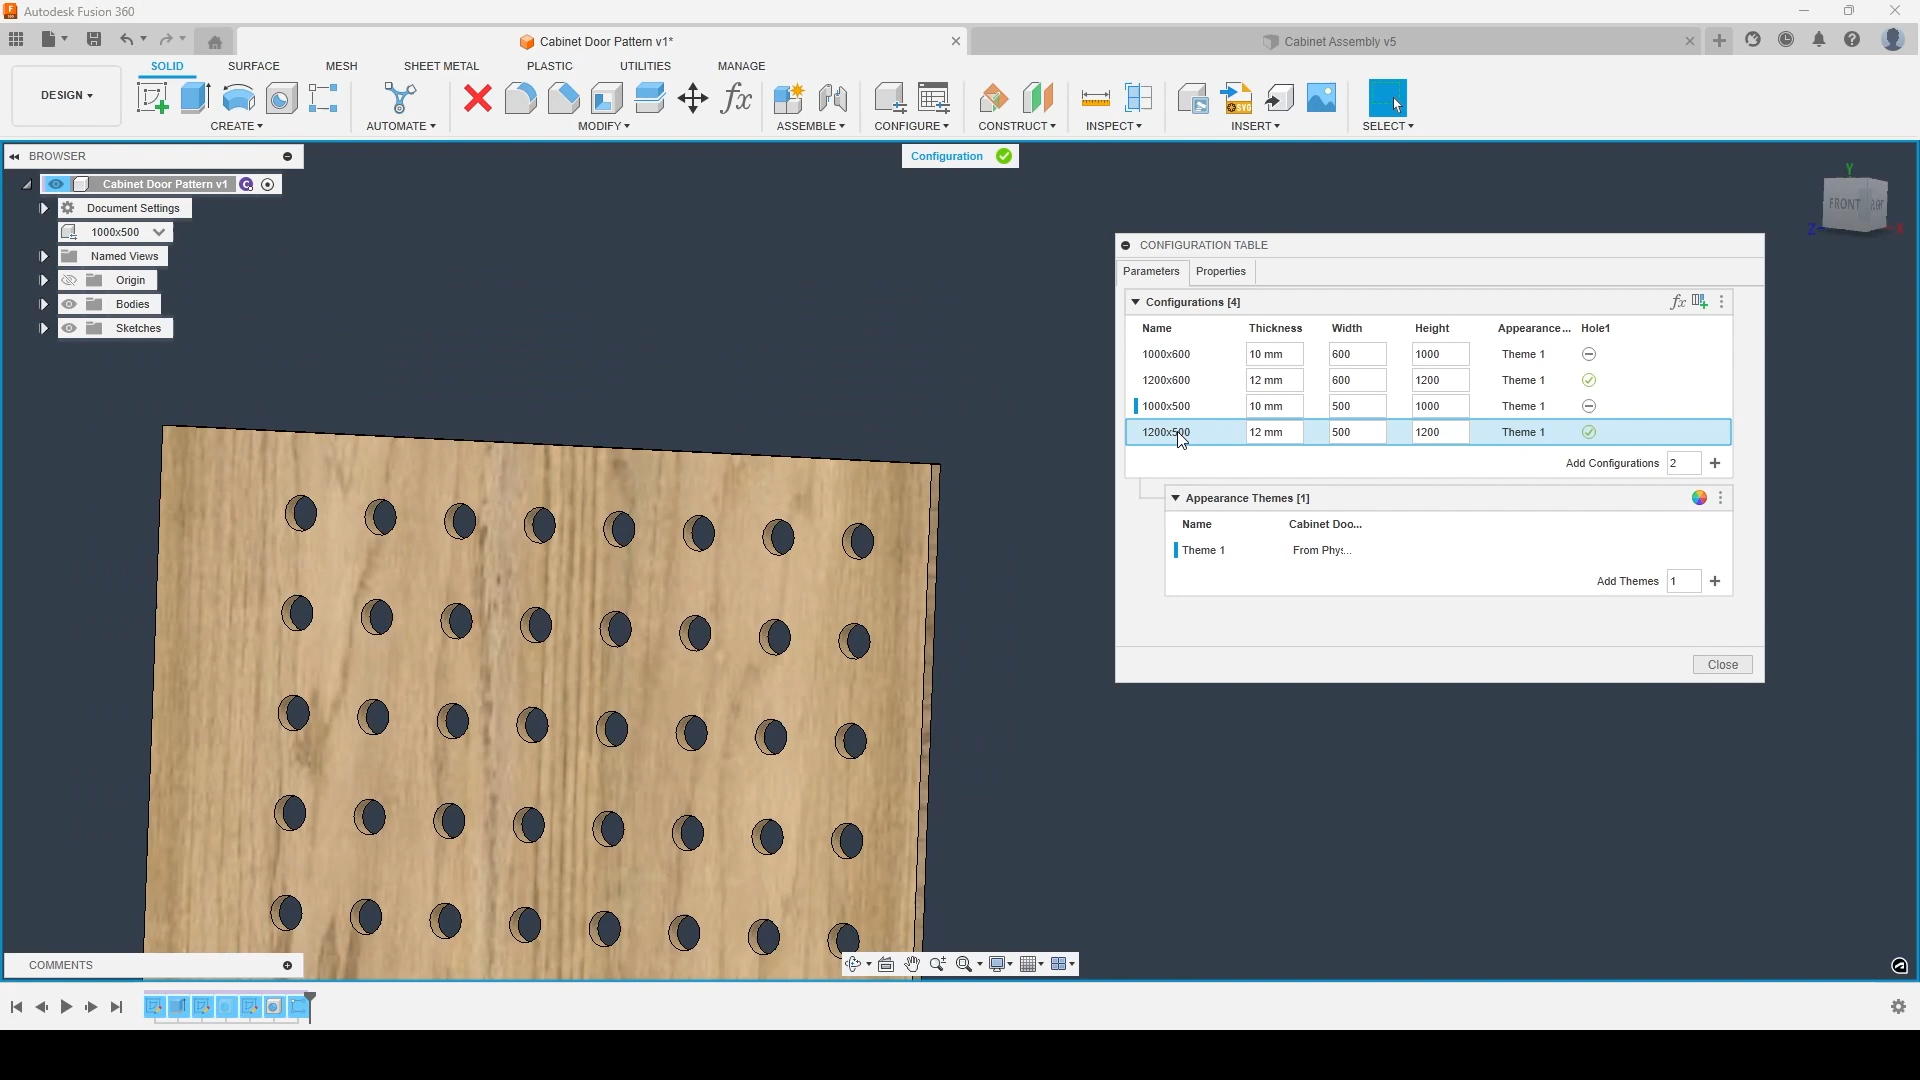 Autodesk Fusion 360
Cabinet Door Pattern v1*
Cabinet Assembly v5
SOLID SURFACE MESH SHEET METAL PLASTIC UTILITIES MANAGE
DESIGN
CREATE AUTOMATE MODIFY ASSEMBLE CONFIGURE CONSTRUCT INSPECT INSERT SELECT
BROWSER
Configuration
Cabinet Door Pattern v1
Document Settings
1000x500
Named Views
Origin
Bodies
Sketches
Y
FRONT
Z
X
CONFIGURATION TABLE
Parameters Properties
Configurations [4]
Name Thickness Width Height Appearance... Hole1
1000x600 10 mm 600 1000 Theme 1
1200x600 12 mm 600 1200 Theme 1
1000x500 10 mm 500 1000 Theme 1
1200x500 12 mm 500 1200 Theme 1
Add Configurations 2
Appearance Themes [1]
Name Cabinet Doo...
Theme 1 From Phy...
Add Themes 1
Close
COMMENTS